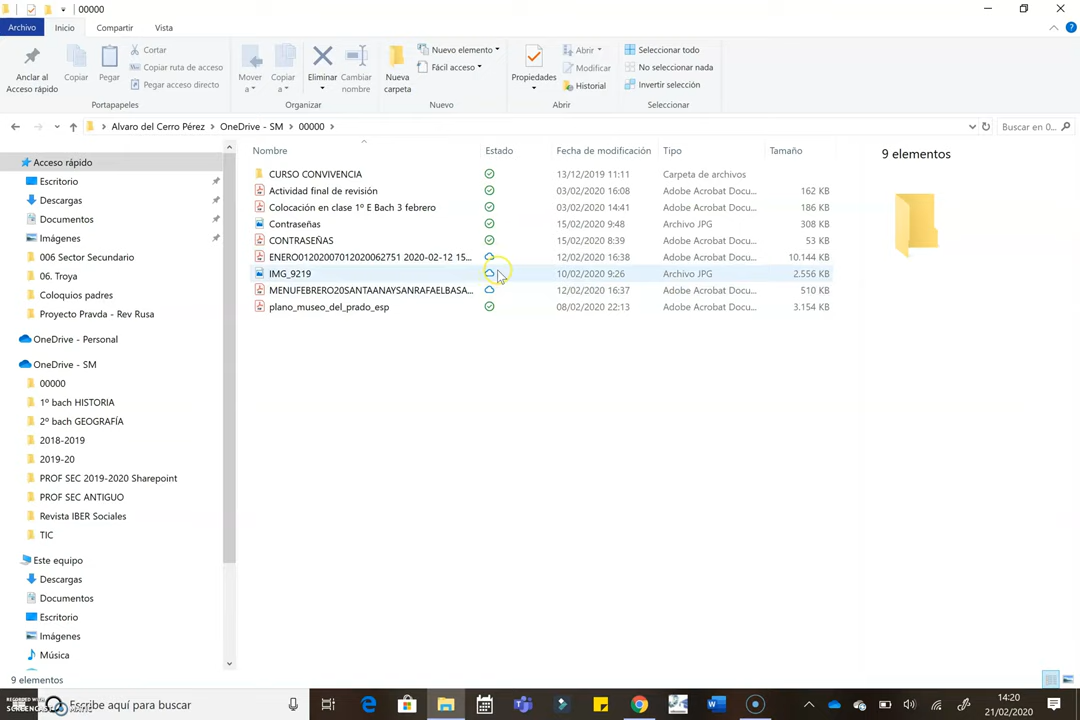 00000
Archivo Inicio Compartir Vista
Anclar al Acceso rápido
Copiar
Pegar
Cortar
Copiar ruta de acceso
Pegar acceso directo
Portapapeles
Mover a
Copiar a
Eliminar
Cambiar nombre
Organizar
Nueva carpeta
Nuevo elemento
Fácil acceso
Nuevo
Propiedades
Abrir
Modificar
Historial
Abrir
Seleccionar todo
No seleccionar nada
Invertir selección
Seleccionar
Alvaro del Cerro Pérez > OneDrive - SM > 00000 >
Buscar en 0...
Acceso rápido
Escritorio
Descargas
Documentos
Imágenes
006 Sector Secundario
06. Troya
Coloquios padres
Proyecto Pravda - Rev Rusa
OneDrive - Personal
OneDrive - SM
00000
1º bach HISTORIA
2º bach GEOGRAFÍA
2018-2019
2019-20
PROF SEC 2019-2020 Sharepoint
PROF SEC ANTIGUO
Revista IBER Sociales
TIC
Este equipo
Descargas
Documentos
Escritorio
Imágenes
Música
Nombre Estado Fecha de modificación Tipo Tamaño
CURSO CONVIVENCIA 13/12/2019 11:11 Carpeta de archivos
Actividad final de revisión 03/02/2020 16:08 Adobe Acrobat Docu... 162 KB
Colocación en clase 1º E Bach 3 febrero 03/02/2020 14:41 Adobe Acrobat Docu... 186 KB
Contraseñas 15/02/2020 9:48 Archivo JPG 308 KB
CONTRASEÑAS 15/02/2020 8:39 Adobe Acrobat Docu... 53 KB
ENERO01202007012020062751 2020-02-12 15... 12/02/2020 16:38 Adobe Acrobat Docu... 10.144 KB
IMG_9219 10/02/2020 9:26 Archivo JPG 2.556 KB
MENUFEBRERO20SANTAANAYSANRAFAELBASA... 12/02/2020 16:37 Adobe Acrobat Docu... 510 KB
plano_museo_del_prado_esp 08/02/2020 22:13 Adobe Acrobat Docu... 3.154 KB
9 elementos
9 elementos
RECORDED WITH
Escribe aquí para buscar
14:20
21/02/2020